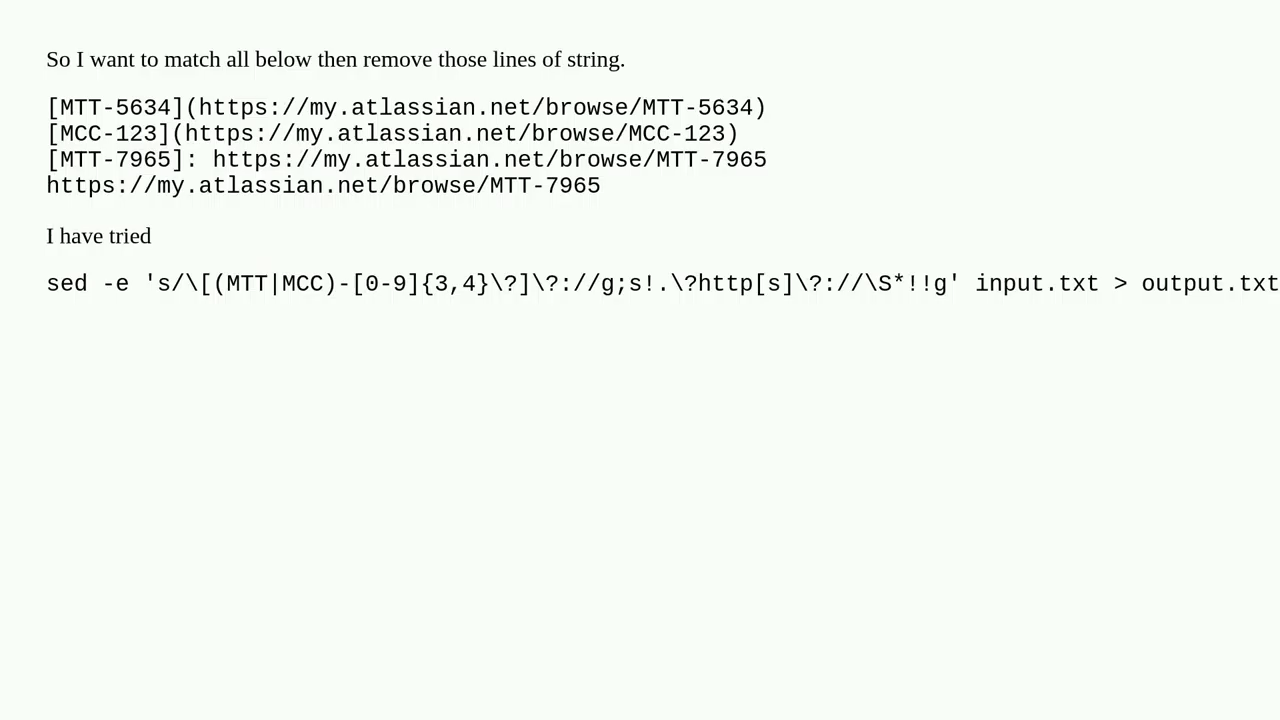 So I want to match all below then remove those lines of string.
[MTT-5634](https://my.atlassian.net/browse/MTT-5634)
[MCC-123](https://my.atlassian.net/browse/MCC-123)
[MTT-7965]: https://my.atlassian.net/browse/MTT-7965
https://my.atlassian.net/browse/MTT-7965
I have tried
sed -e 's/\[(MTT|MCC)-[0-9]{3,4}\?]\?://g;s!.\?http[s]\?://\S*!!g' input.txt > output.txt